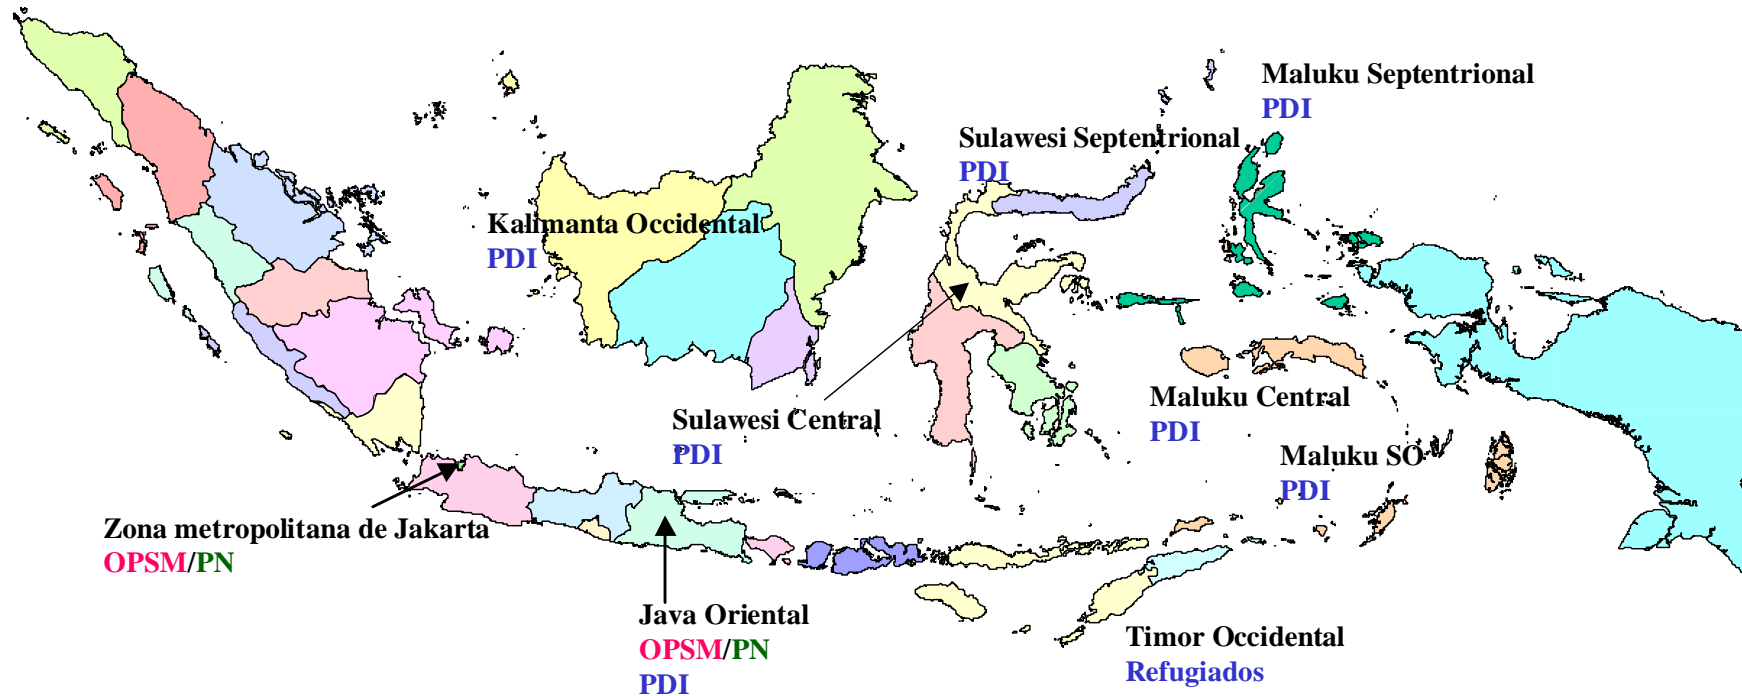 Maluku Septentrional
PDI
Sulawesi Septentrional
PDI
Kalimanta Occidental
PDI
Sulawesi Central
PDI
Maluku Central
PDI
Maluku SO
PDI
Zona metropolitana de Jakarta
OPSM/PN
Java Oriental
OPSM/PN
PDI
Timor Occidental
Refugiados